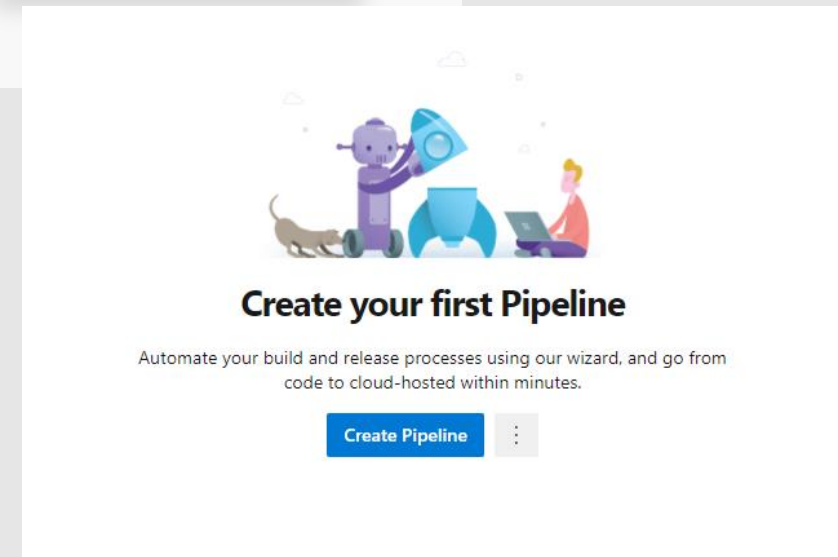 Create your first Pipeline
Automate your build and release processes using our wizard, and go from
code to cloud-hosted within minutes.
Create Pipeline